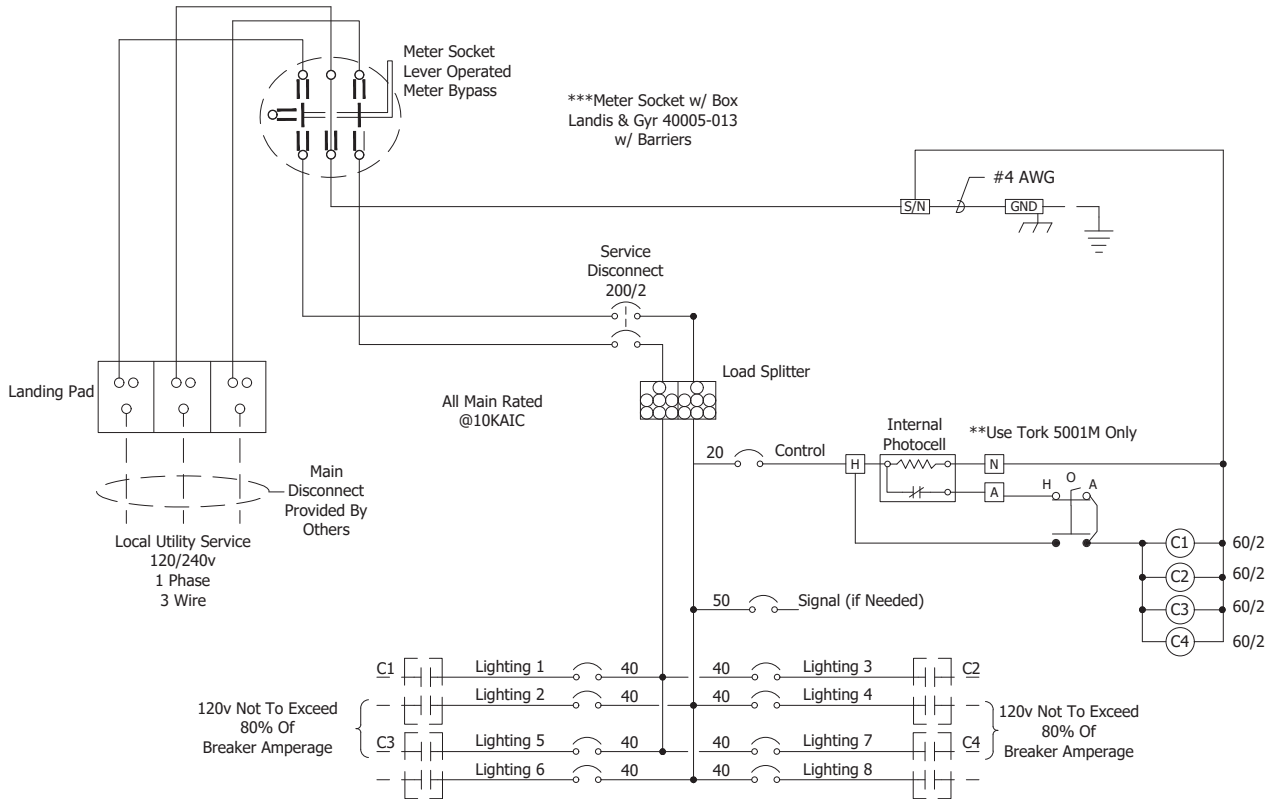 Meter Socket
Lever Operated
Meter Bypass
***Meter Socket w/ Box
Landis & Gyr 40005-013
w/ Barriers
#4 AWG
S/N
GND
Service
Disconnect
200/2
Landing Pad
Load Splitter
All Main Rated
@10KAIC
Main
Disconnect
Provided By
Others
Local Utility Service
120/240v
1 Phase
3 Wire
20
Control
H
Internal
Photocell
**Use Tork 5001M Only
N
A
H O A
C1 60/2
C2 60/2
C3 60/2
C4 60/2
50
Signal (if Needed)
C1 Lighting 1 40 40 Lighting 3 C2
Lighting 2 40 40 Lighting 4
120v Not To Exceed
80% Of
Breaker Amperage
120v Not To Exceed
80% Of
Breaker Amperage
C3 Lighting 5 40 40 Lighting 7 C4
Lighting 6 40 40 Lighting 8